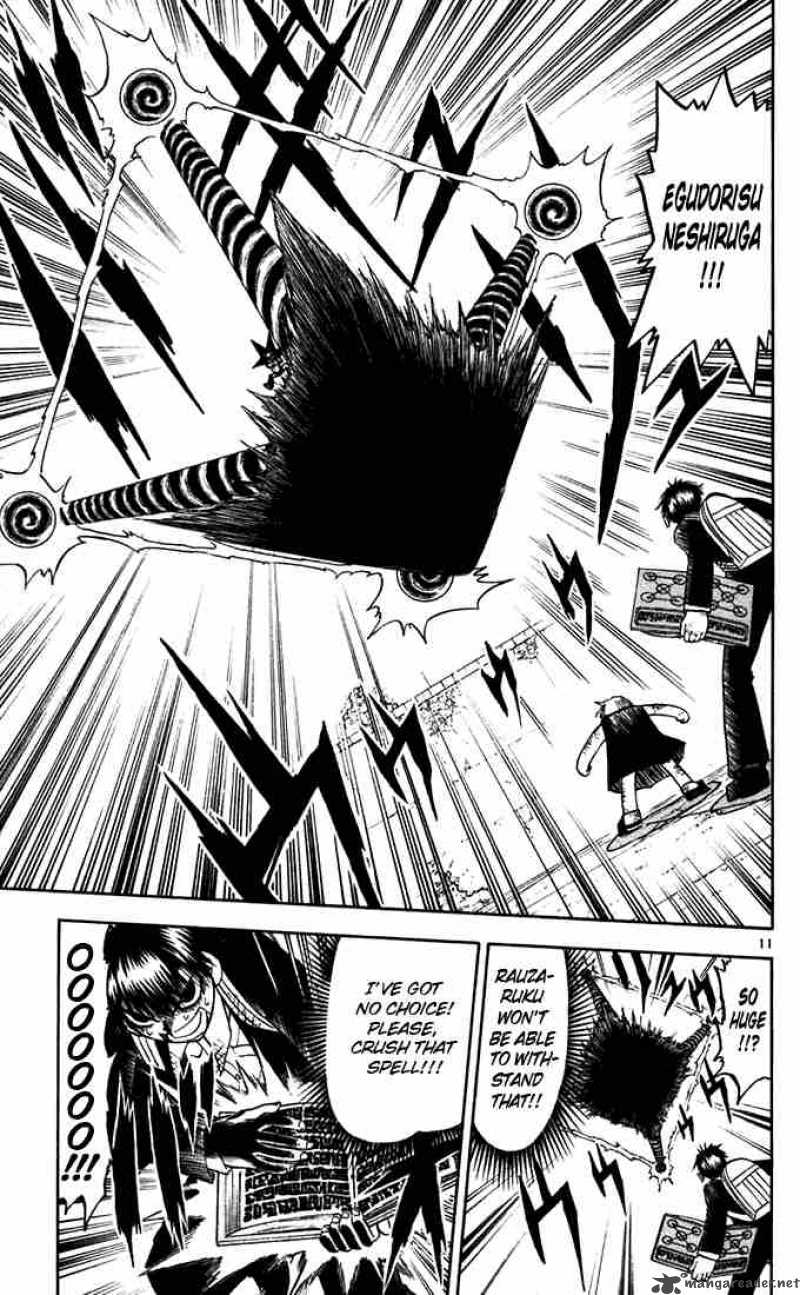 EGUDORISU
NESHIRUGA
!!!
11
SO
HUGE
!!?
RAUZA-
RUKU
WON'T
BE ABLE
TO WITH-
STAND
THAT!!
I'VE GOT
NO CHOICE!
PLEASE,
CRUSH THAT
SPELL!!!
OOOOOOOO!!!
mangareader.net